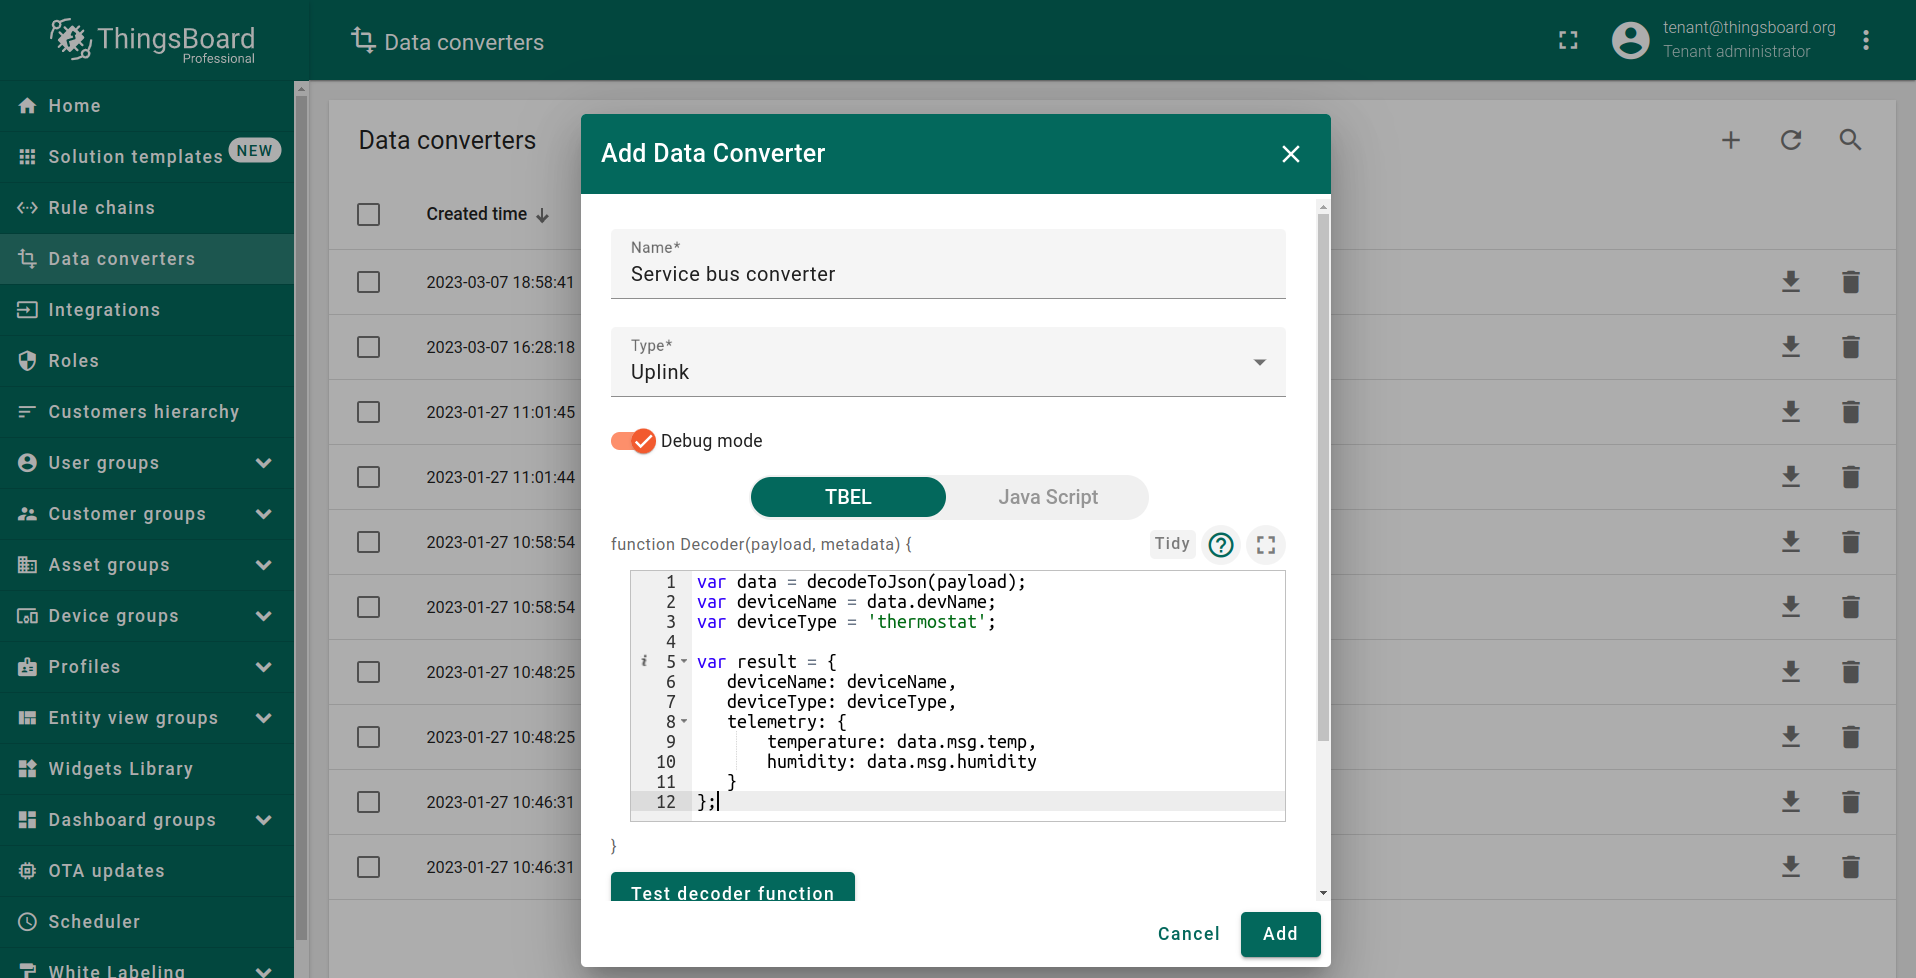 ThingsBoard
Professional
Data converters
tenant@thingsboard.org
Tenant administrator
Home
Solution templates NEW
Rule chains
Data converters
Integrations
Roles
Customers hierarchy
User groups
Customer groups
Asset groups
Device groups
Profiles
Entity view groups
Widgets Library
Dashboard groups
OTA updates
Scheduler
White Labeling
Data converters
Created time
2023-03-07 18:58:41
2023-03-07 16:28:18
2023-01-27 11:01:45
2023-01-27 11:01:44
2023-01-27 10:58:54
2023-01-27 10:58:54
2023-01-27 10:48:25
2023-01-27 10:48:25
2023-01-27 10:46:31
2023-01-27 10:46:31
Add Data Converter
Name*
Service bus converter
Type*
Uplink
Debug mode
TBEL Java Script
function Decoder(payload, metadata) { Tidy
1 var data = decodeToJson(payload);
2 var deviceName = data.devName;
3 var deviceType = 'thermostat';
4
i 5 var result = {
6 deviceName: deviceName,
7 deviceType: deviceType,
8 telemetry: {
9 temperature: data.msg.temp,
10 humidity: data.msg.humidity
11 }
12 };
}
Test decoder function
Cancel Add